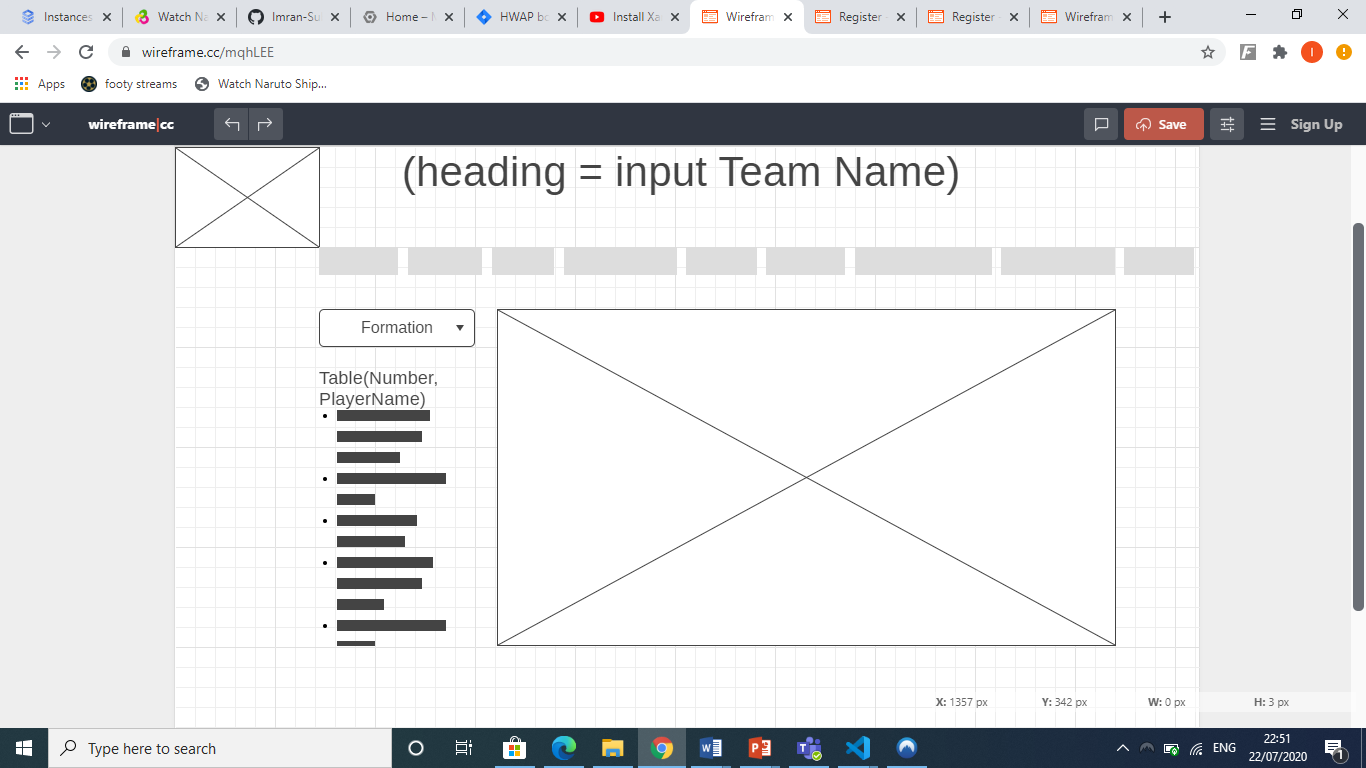 Instances
Watch Na
Imran-Su
Home –
HWAP bo
Install Xa
Wirefram
Register
Register
Wirefram
wireframe.cc/mqhLEE
I
Apps
footy streams
Watch Naruto Ship...
wireframe|cc
Save
Sign Up
(heading = input Team Name)
Formation
Table(Number,
PlayerName)
X: 1357 px
Y: 342 px
W: 0 px
H: 3 px
Type here to search
ENG
22:51
22/07/2020
1